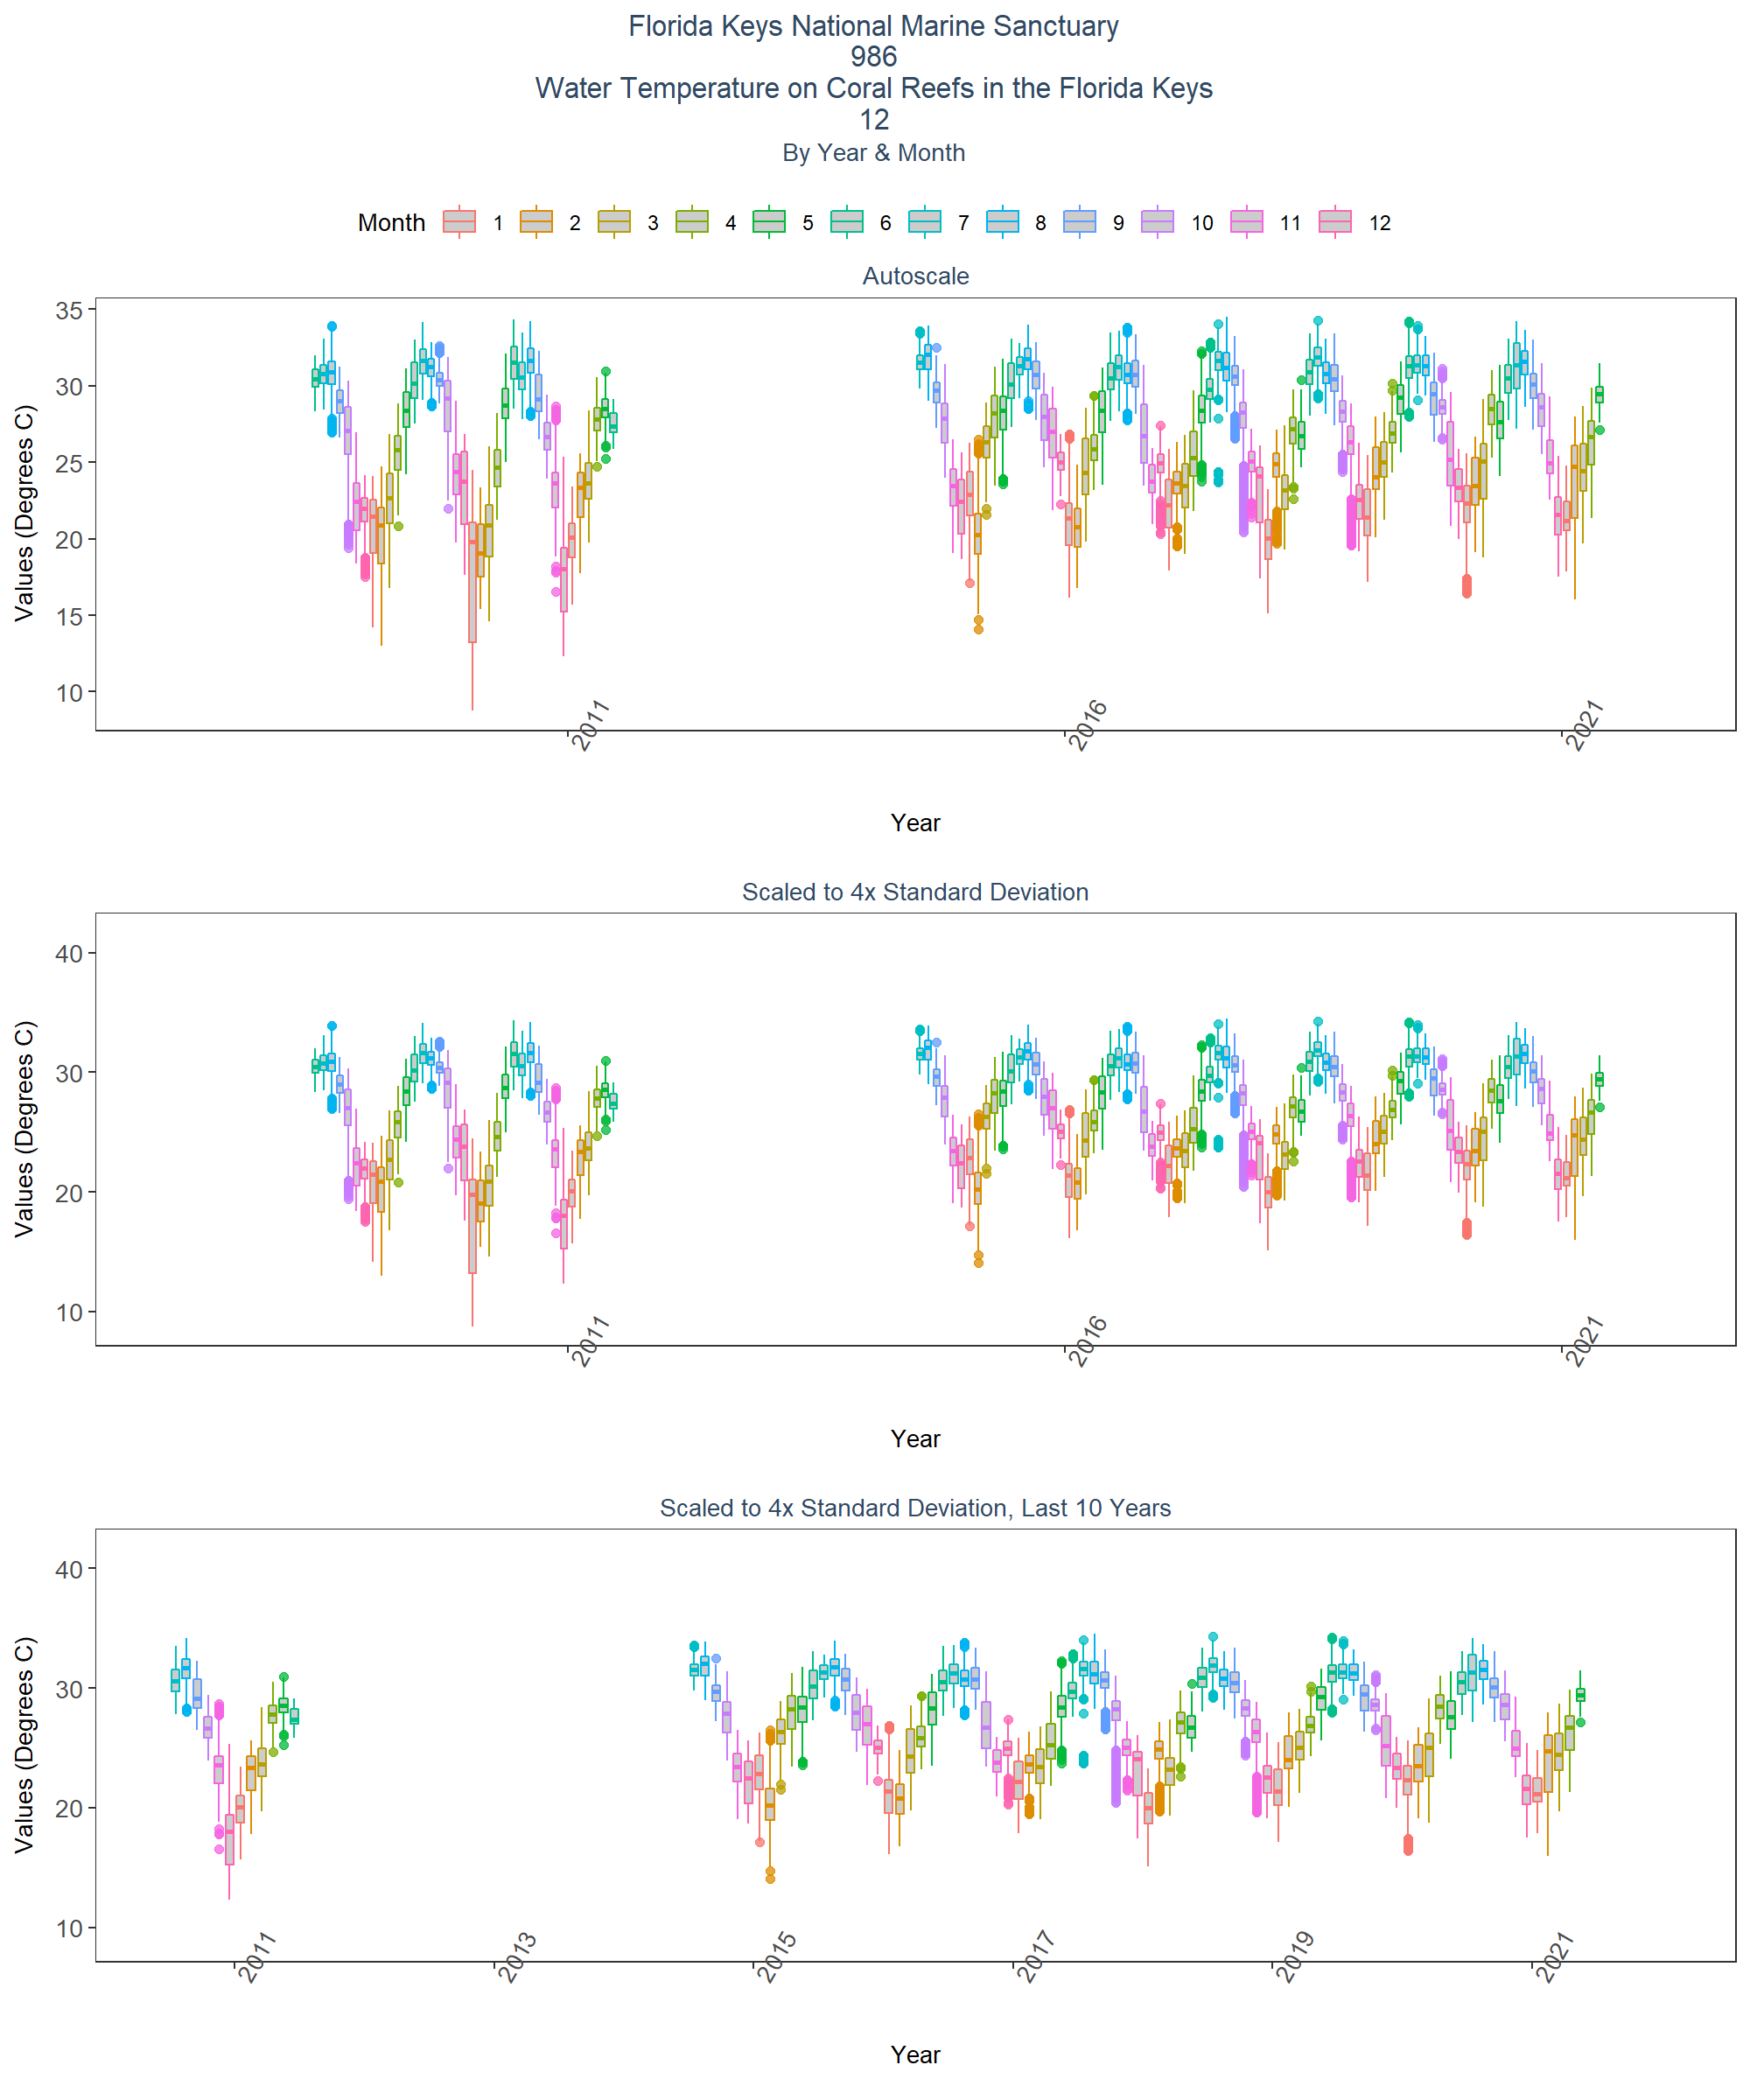 Florida Keys National Marine Sanctuary
986
Water Temperature on Coral Reefs in the Florida Keys
12
By Year & Month
Month 1 2 3 4 5 6 7 8 9 10 11 12
Autoscale
Values (Degrees C)
35
30
25
20
15
10
2011 2016 2021
Year
Scaled to 4x Standard Deviation
Values (Degrees C)
40
30
20
10
2011 2016 2021
Year
Scaled to 4x Standard Deviation, Last 10 Years
Values (Degrees C)
40
30
20
10
2011 2013 2015 2017 2019 2021
Year